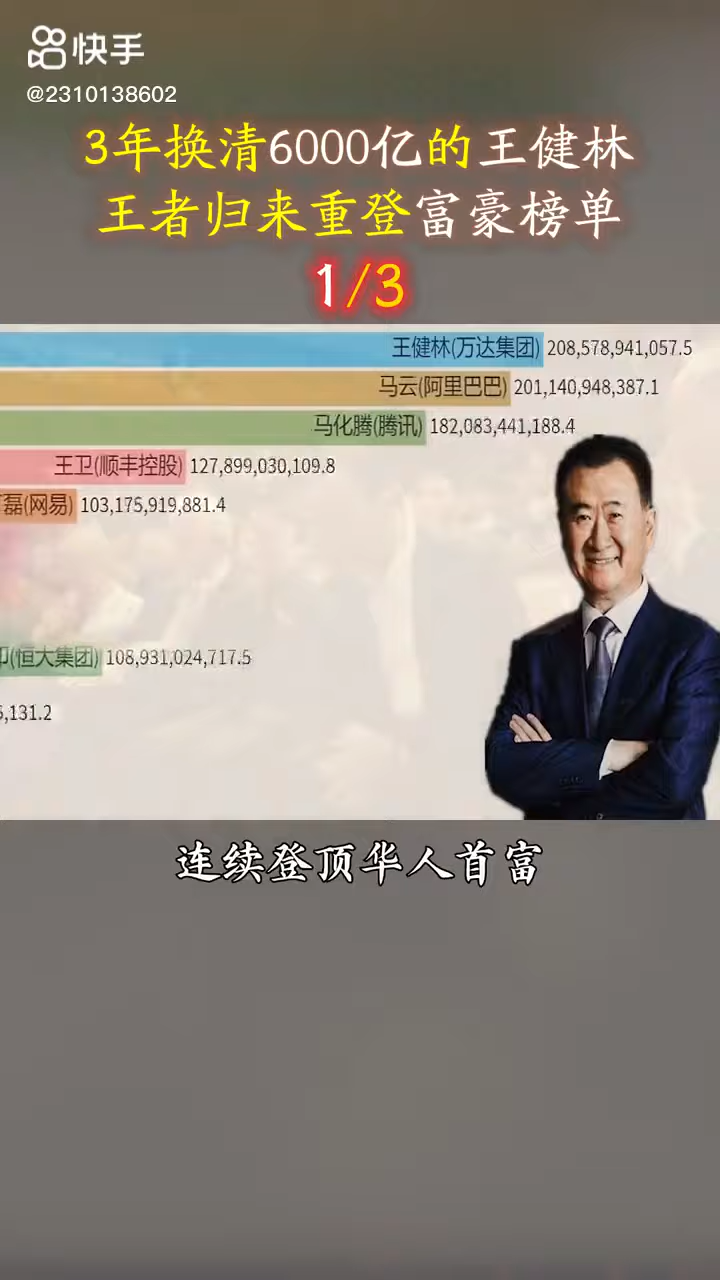 快手
@2310138602
3年换清6000亿的王健林
王者归来重登富豪榜单
1/3
王健林(万达集团) 208,578,941,057.5
马云(阿里巴巴) 201,140,948,387.1
马化腾(腾讯) 182,083,441,188.4
王卫(顺丰控股) 127,899,030,109.8
磊(网易) 103,175,919,881.4
(恒大集团) 108,931,024,717.5
,131.2
连续登顶华人首富